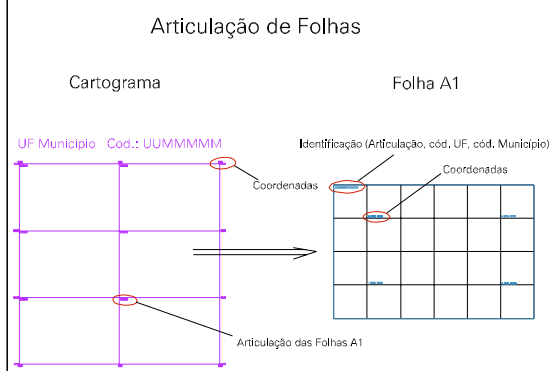 Articulação de Folhas
Cartograma
Folha A1
UF Municipio Cod.: UUMMMMM
Identificação (Articulação, cód. UF, cód. Município)
Coordenadas
Coordenadas
Articulação das Folhas A1